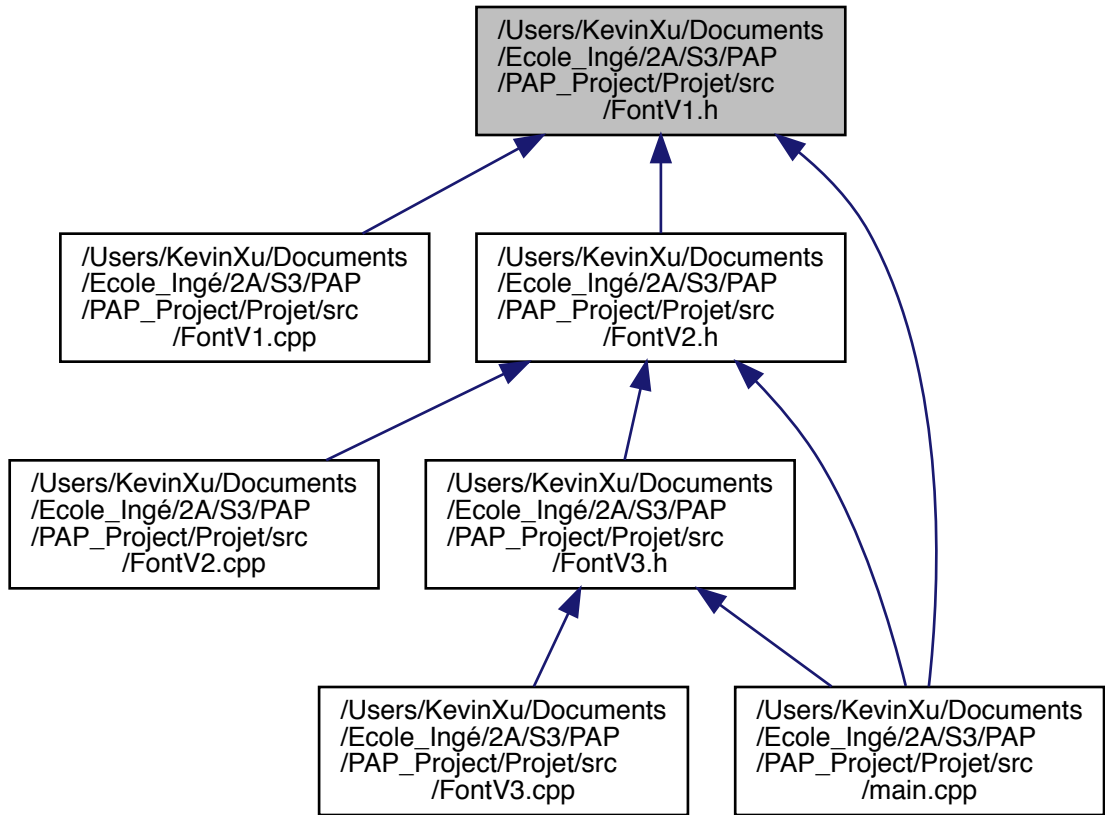 /Users/KevinXu/Documents
/Ecole_Ingé/2A/S3/PAP
/PAP_Project/Projet/src
/FontV1.h
/Users/KevinXu/Documents
/Ecole_Ingé/2A/S3/PAP
/PAP_Project/Projet/src
/FontV1.cpp
/Users/KevinXu/Documents
/Ecole_Ingé/2A/S3/PAP
/PAP_Project/Projet/src
/FontV2.h
/Users/KevinXu/Documents
/Ecole_Ingé/2A/S3/PAP
/PAP_Project/Projet/src
/FontV2.cpp
/Users/KevinXu/Documents
/Ecole_Ingé/2A/S3/PAP
/PAP_Project/Projet/src
/FontV3.h
/Users/KevinXu/Documents
/Ecole_Ingé/2A/S3/PAP
/PAP_Project/Projet/src
/FontV3.cpp
/Users/KevinXu/Documents
/Ecole_Ingé/2A/S3/PAP
/PAP_Project/Projet/src
/main.cpp